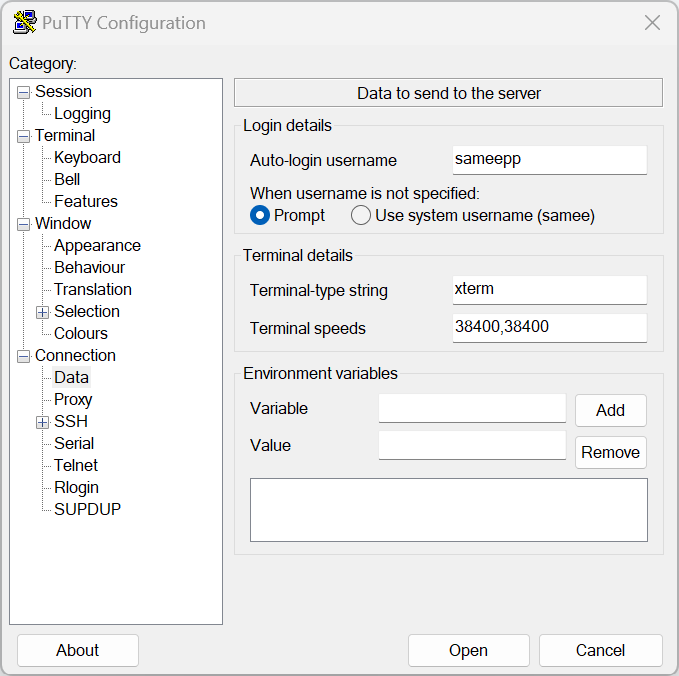 PuTTY Configuration
Category:
Session
Logging
Terminal
Keyboard
Bell
Features
Window
Appearance
Behaviour
Translation
Selection
Colours
Connection
Data
Proxy
SSH
Serial
Telnet
Rlogin
SUPDUP
Data to send to the server
Login details
Auto-login username sameepp
When username is not specified:
Prompt Use system username (samee)
Terminal details
Terminal-type string xterm
Terminal speeds 38400,38400
Environment variables
Variable Add
Value Remove
About Open Cancel